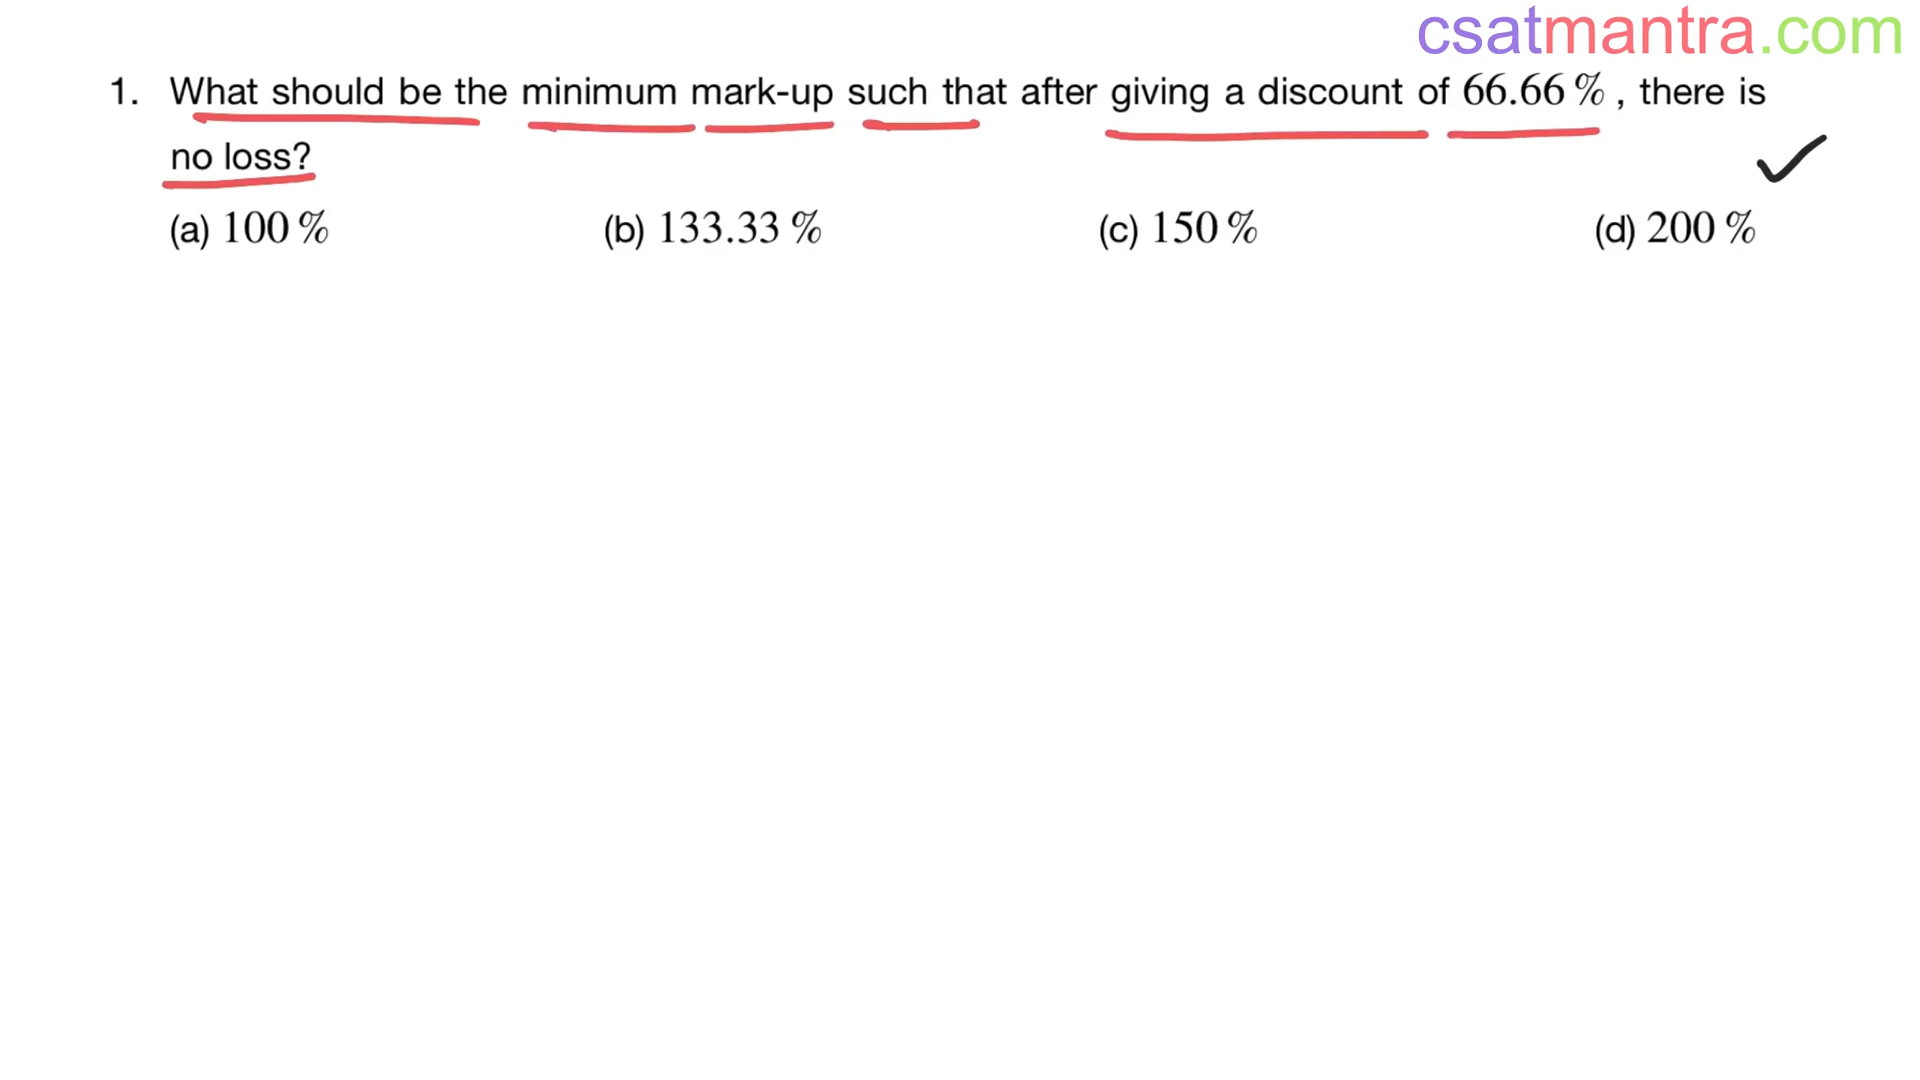 csatmantra.com
1. What should be the minimum mark-up such that after giving a discount of 66.66 % , there is
no loss?
(a) 100 % (b) 133.33 % (c) 150 % (d) 200 %